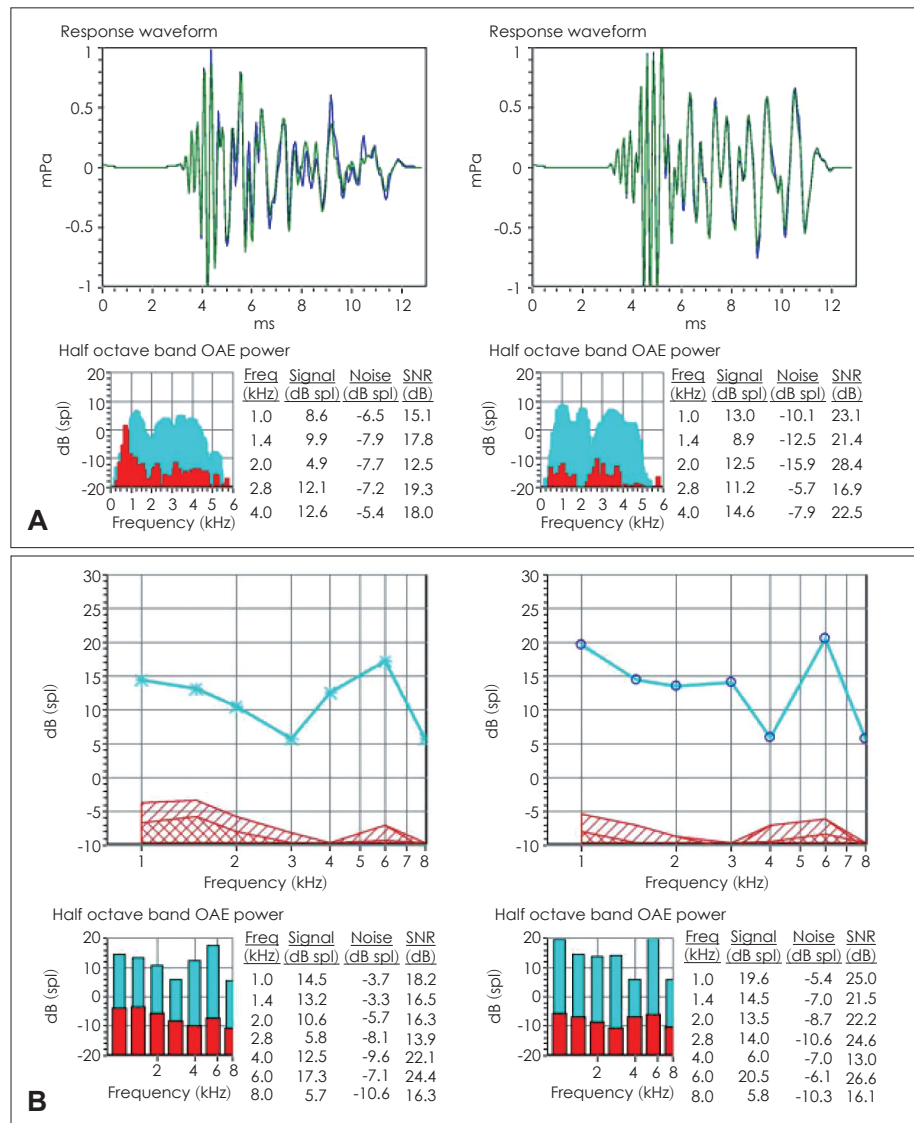 Response waveform
1
0.5
0
-0.5
-1
mPa
0 2 4 6 8 10 12
ms
1
0.5
0
-0.5
-1
mPa
0 2 4 6 8 10 12
ms
Half octave band OAE power
20
10
0
-10
-20
dB (spl)
0 1 2 3 4 5 6
Frequency (kHz)
Freq Signal Noise SNR
(kHz) (dB spl) (dB spl) (dB)
1.0 8.6 -6.5 15.1
1.4 9.9 -7.9 17.8
2.0 4.9 -7.7 12.5
2.8 12.1 -7.2 19.3
4.0 12.6 -5.4 18.0
Response waveform
Half octave band OAE power
20
10
0
-10
-20
dB (spl)
0 1 2 3 4 5 6
Frequency (kHz)
Freq Signal Noise SNR
(kHz) (dB spl) (dB spl) (dB)
1.0 13.0 -10.1 23.1
1.4 8.9 -12.5 21.4
2.0 12.5 -15.9 28.4
2.8 11.2 -5.7 16.9
4.0 14.6 -7.9 22.5
A
30
25
20
15
10
5
0
-5
-10
dB (spl)
1 2 3 4 5 6 7 8
Frequency (kHz)
30
25
20
15
10
5
0
-5
-10
dB (spl)
1 2 3 4 5 6 7 8
Frequency (kHz)
Half octave band OAE power
20
10
0
-10
-20
dB (spl)
2 4 6 8
Frequency (kHz)
Freq Signal Noise SNR
(kHz) (dB spl) (dB spl) (dB)
1.0 14.5 -3.7 18.2
1.4 13.2 -3.3 16.5
2.0 10.6 -5.7 16.3
2.8 5.8 -8.1 13.9
4.0 12.5 -9.6 22.1
6.0 17.3 -7.1 24.4
8.0 5.7 -10.6 16.3
Half octave band OAE power
20
10
0
-10
-20
dB (spl)
2 4 6 8
Frequency (kHz)
Freq Signal Noise SNR
(kHz) (dB spl) (dB spl) (dB)
1.0 19.6 -5.4 25.0
1.4 14.5 -7.0 21.5
2.0 13.5 -8.7 22.2
2.8 14.0 -10.6 24.6
4.0 6.0 -7.0 13.0
6.0 20.5 -6.1 26.6
8.0 5.8 -10.3 16.1
B